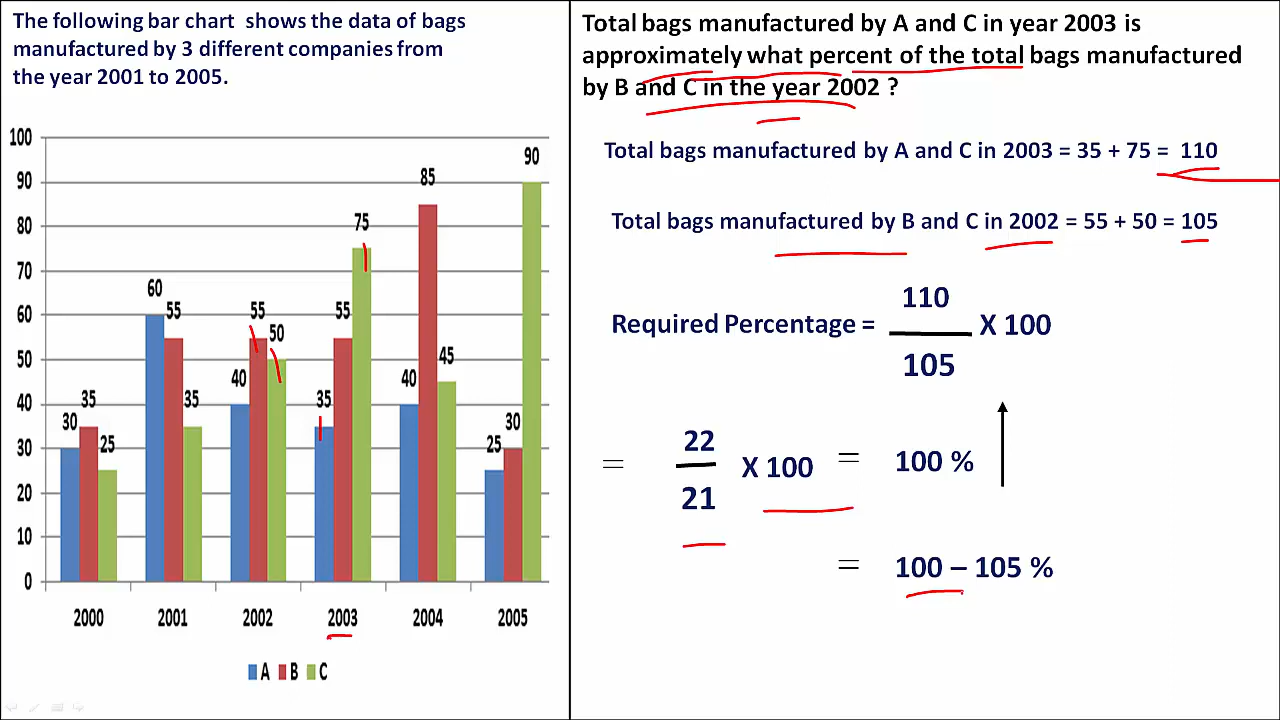 The following bar chart shows the data of bags
manufactured by 3 different companies from
the year 2001 to 2005.
100
90
80
70
60
50
40
30
20
10
0
30
35
25
60
55
35
40
55
50
35
55
75
40
85
45
25
30
90
2000
2001
2002
2003
2004
2005
A B C
Total bags manufactured by A and C in year 2003 is
approximately what percent of the total bags manufactured
by B and C in the year 2002 ?
Total bags manufactured by A and C in 2003 = 35 + 75 = 110
Total bags manufactured by B and C in 2002 = 55 + 50 = 105
Required Percentage =
110
105
X 100
=
22
21
X 100
= 100 %
= 100 – 105 %